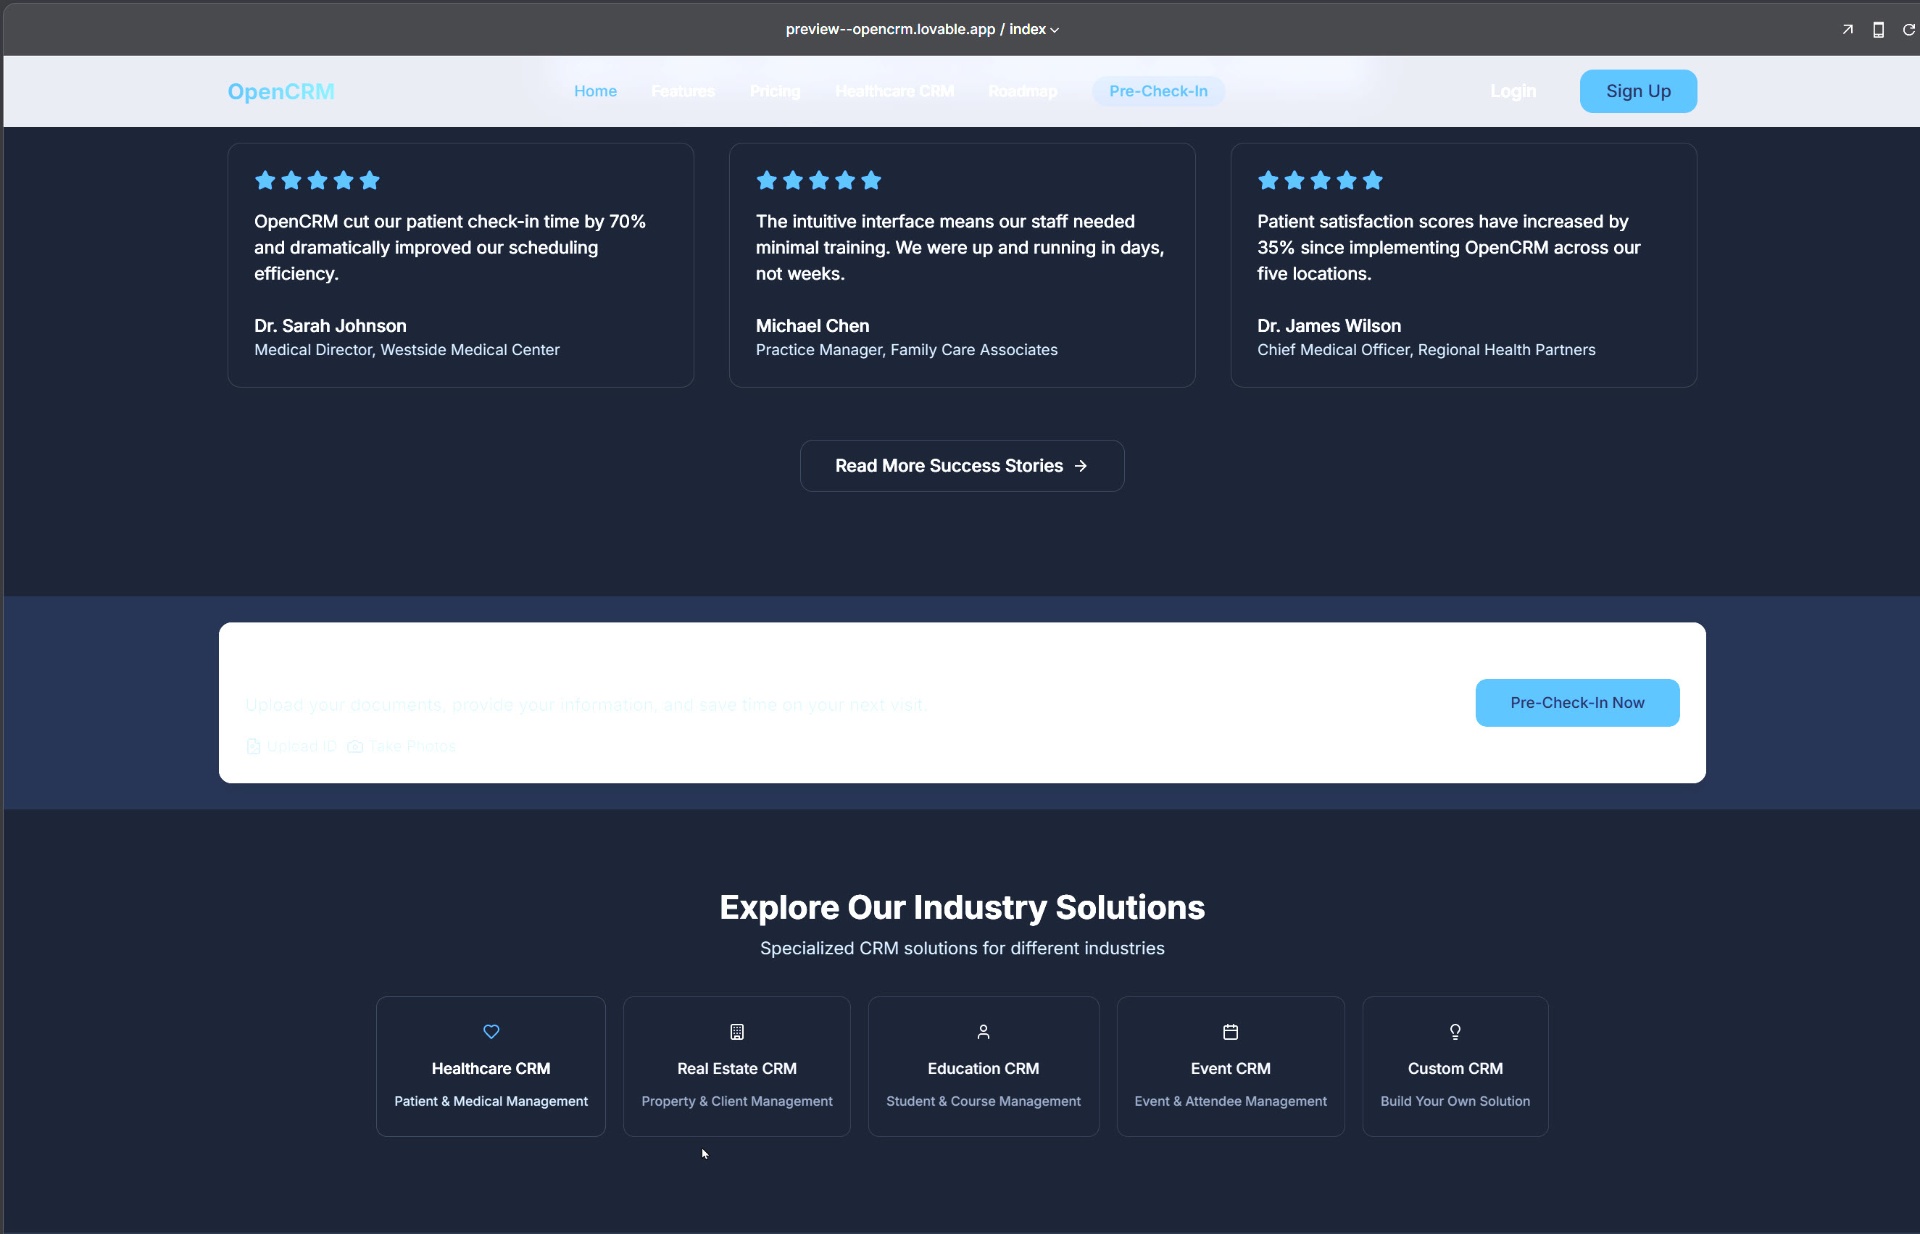 preview--opencrm.lovable.app / index
OpenCRM
Home
Features
Pricing
Healthcare CRM
Roadmap
Pre-Check-In
Login
Sign Up
OpenCRM cut our patient check-in time by 70%
and dramatically improved our scheduling
efficiency.
Dr. Sarah Johnson
Medical Director, Westside Medical Center
The intuitive interface means our staff needed
minimal training. We were up and running in days,
not weeks.
Michael Chen
Practice Manager, Family Care Associates
Patient satisfaction scores have increased by
35% since implementing OpenCRM across our
five locations.
Dr. James Wilson
Chief Medical Officer, Regional Health Partners
Read More Success Stories →
Upload your documents, provide your information, and save time on your next visit.
Upload ID
Take Photos
Pre-Check-In Now
Explore Our Industry Solutions
Specialized CRM solutions for different industries
Healthcare CRM
Patient & Medical Management
Real Estate CRM
Property & Client Management
Education CRM
Student & Course Management
Event CRM
Event & Attendee Management
Custom CRM
Build Your Own Solution